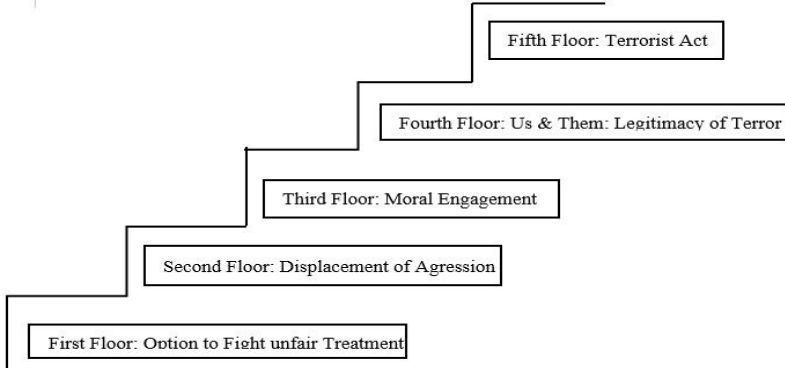 Fifth Floor: Terrorist Act
Fourth Floor: Us & Them: Legitimacy of Terror
Third Floor: Moral Engagement
Second Floor: Displacement of Agression
First Floor: Option to Fight unfair Treatment